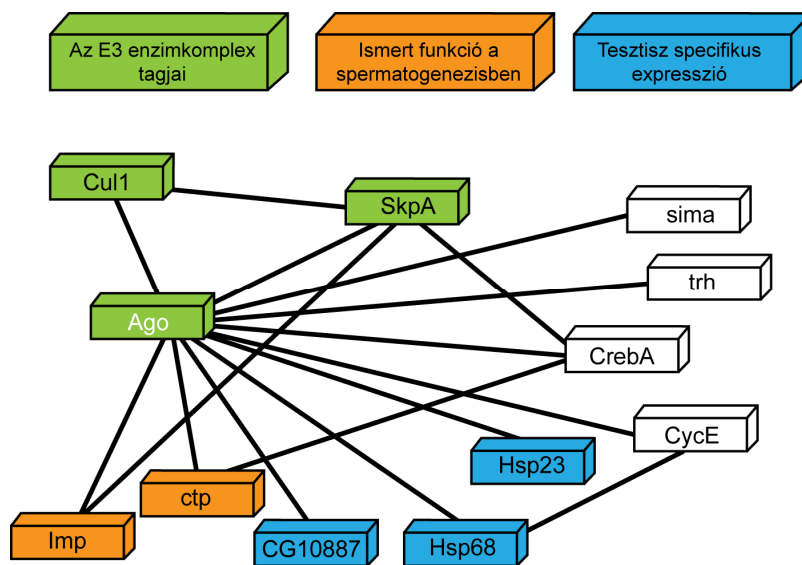 Az E3 enzimkomplex
tagjai
Ismert funkció a
spermatogenezisben
Tesztisz specifikus
expresszió
Cul1
SkpA
sima
trh
Ago
CrebA
CycE
Hsp23
ctp
Imp
CG10887
Hsp68